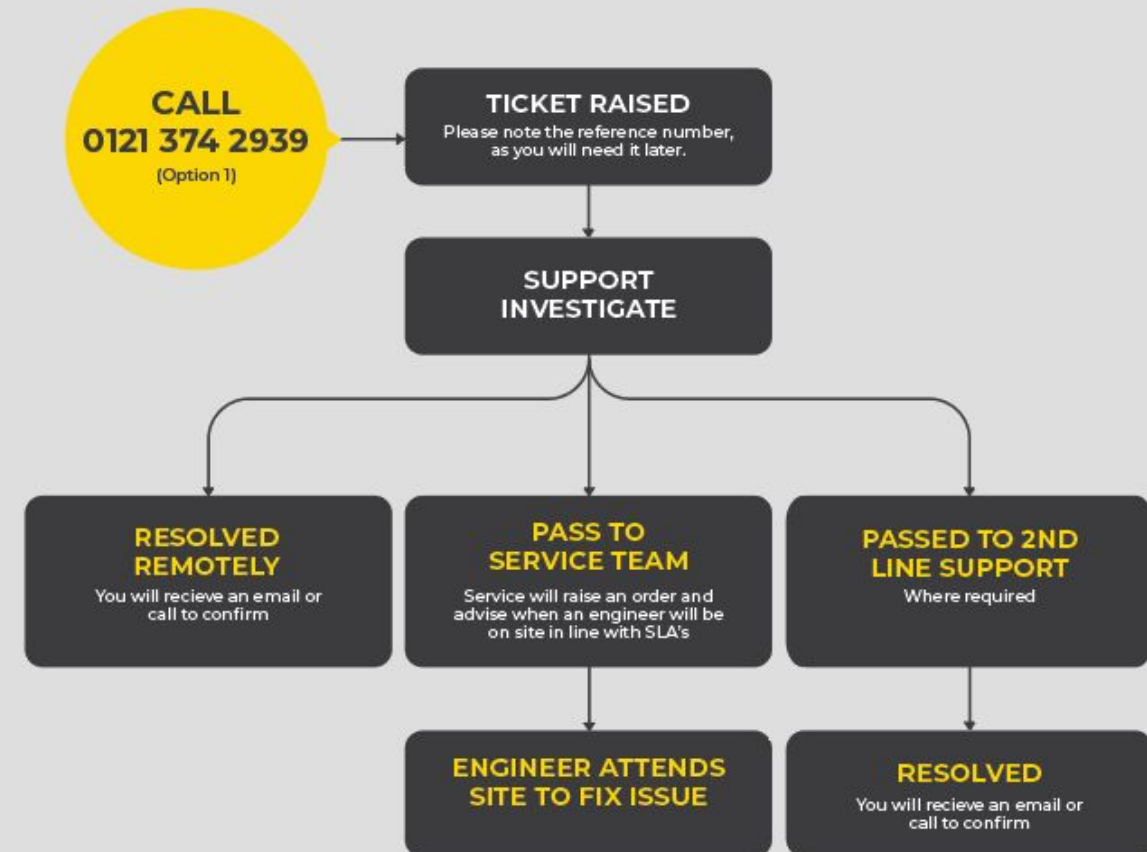 CALL
0121 374 2939
(Option 1)
TICKET RAISED
Please note the reference number,
as you will need it later.
SUPPORT
INVESTIGATE
RESOLVED
REMOTELY
You will recieve an email or
call to confirm
PASS TO
SERVICE TEAM
Service will raise an order and
advise when an engineer will be
on site in line with SLA's
PASSED TO 2ND
LINE SUPPORT
Where required
ENGINEER ATTENDS
SITE TO FIX ISSUE
RESOLVED
You will recieve an email or
call to confirm